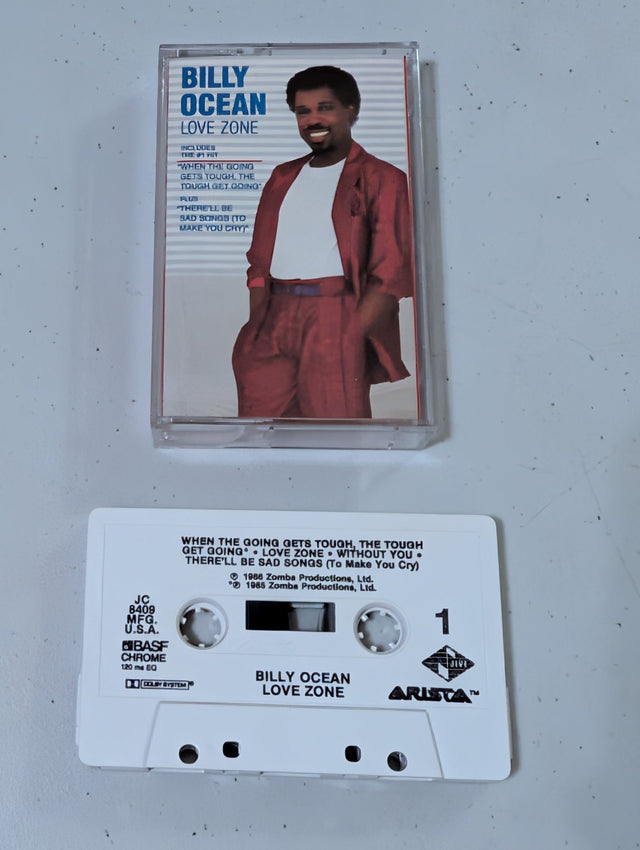 BILLY
OCEAN
LOVE ZONE
INCLUDES
THE #1 HIT
"WHEN THE GOING
GETS TOUGH, THE
TOUGH GET GOING"
PLUS
"THERE'LL BE
SAD SONGS (TO
MAKE YOU CRY)"
WHEN THE GOING GETS TOUGH, THE TOUGH
GET GOING* • LOVE ZONE • WITHOUT YOU •
THERE'LL BE SAD SONGS (To Make You Cry)
℗ 1986 Zomba Productions, Ltd.
*℗ 1985 Zomba Productions, Ltd.
JC
8409
MFG.
U.S.A.
BASF
CHROME
120 ms EQ
DOLBY SYSTEM®
1
JIVE
ARISTA™
BILLY OCEAN
LOVE ZONE